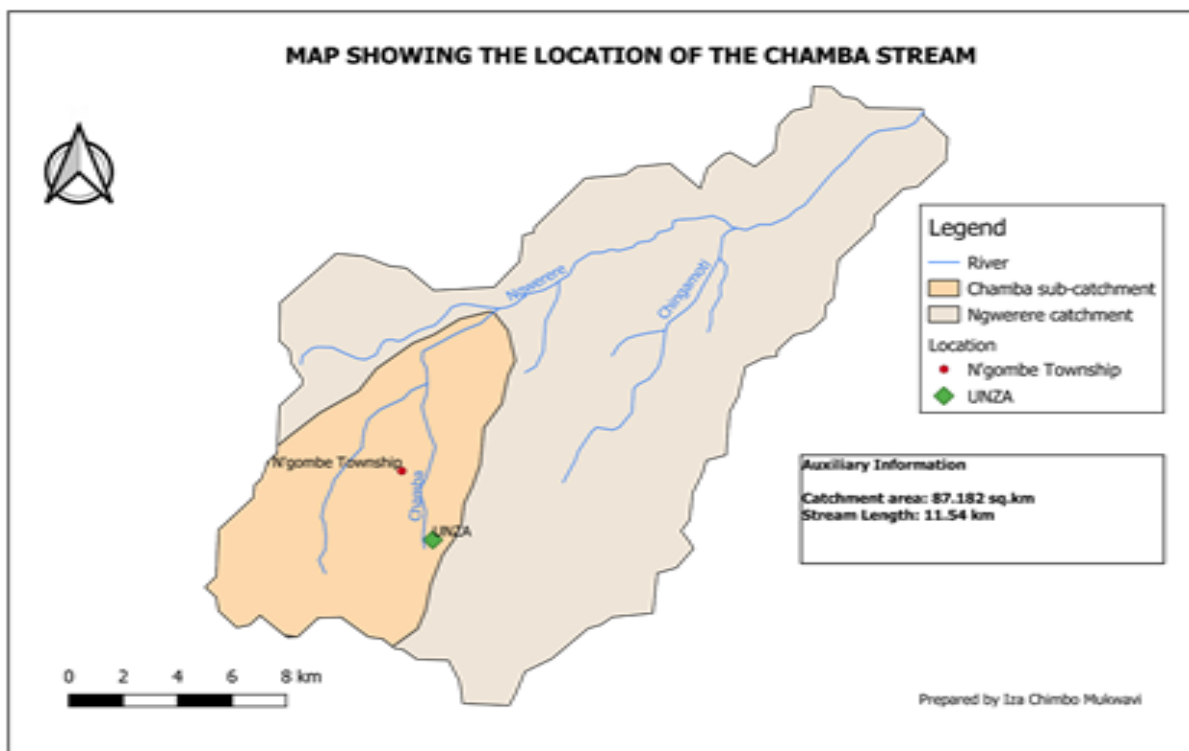 MAP SHOWING THE LOCATION OF THE CHAMBA STREAM
Ngwerere
Chingamoti
Legend
River
Chamba sub-catchment
Ngwerere catchment
Location
N'gombe Township
UNZA
N'gombe Township
Chamba
UNZA
Auxiliary Information
Catchment area: 87.182 sq.km
Stream Length: 11.54 km
0 2 4 6 8 km
Prepared by Iza Chimbo Mukwavi